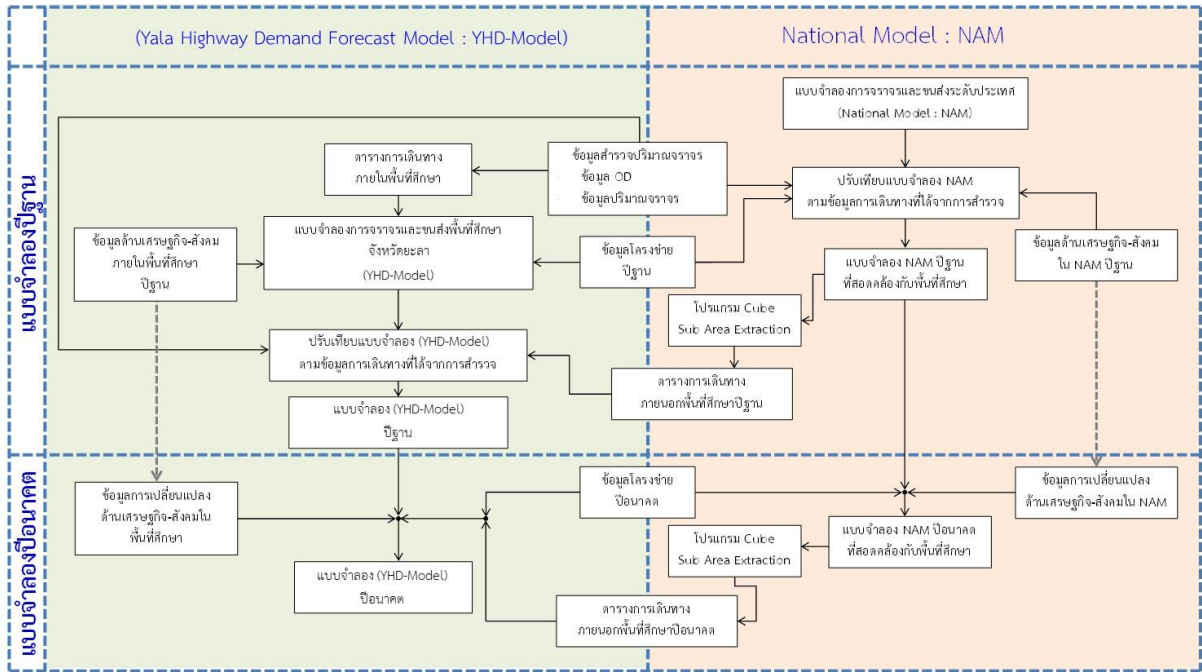 (Yala Highway Demand Forecast Model : YHD-Model)
National Model : NAM
แบบจำลองปีฐาน
แบบจำลองการจราจรและขนส่งระดับประเทศ
(National Model : NAM)
ตารางการเดินทาง
ภายในพื้นที่ศึกษา
ข้อมูลสำรวจปริมาณจราจร
ข้อมูล OD
ข้อมูลปริมาณจราจร
ปรับเทียบแบบจำลอง NAM
ตามข้อมูลการเดินทางที่ได้จากการสำรวจ
ข้อมูลด้านเศรษฐกิจ-สังคม
ภายในพื้นที่ศึกษา
ปีฐาน
แบบจำลองการจราจรและขนส่งพื้นที่ศึกษา
จังหวัดยะลา
(YHD-Model)
ข้อมูลโครงข่าย
ปีฐาน
แบบจำลอง NAM ปีฐาน
ที่สอดคล้องกับพื้นที่ศึกษา
ข้อมูลด้านเศรษฐกิจ-สังคม
ใน NAM ปีฐาน
โปรแกรม Cube
Sub Area Extraction
ปรับเทียบแบบจำลอง (YHD-Model)
ตามข้อมูลการเดินทางที่ได้จากการสำรวจ
ตารางการเดินทาง
ภายนอกพื้นที่ศึกษาปีฐาน
แบบจำลอง (YHD-Model)
ปีฐาน
แบบจำลองปีอนาคต
ข้อมูลการเปลี่ยนแปลง
ด้านเศรษฐกิจ-สังคมใน
พื้นที่ศึกษา
ข้อมูลโครงข่าย
ปีอนาคต
ข้อมูลการเปลี่ยนแปลง
ด้านเศรษฐกิจ-สังคมใน NAM
แบบจำลอง NAM ปีอนาคต
ที่สอดคล้องกับพื้นที่ศึกษา
โปรแกรม Cube
Sub Area Extraction
แบบจำลอง (YHD-Model)
ปีอนาคต
ตารางการเดินทาง
ภายนอกพื้นที่ศึกษาปีอนาคต